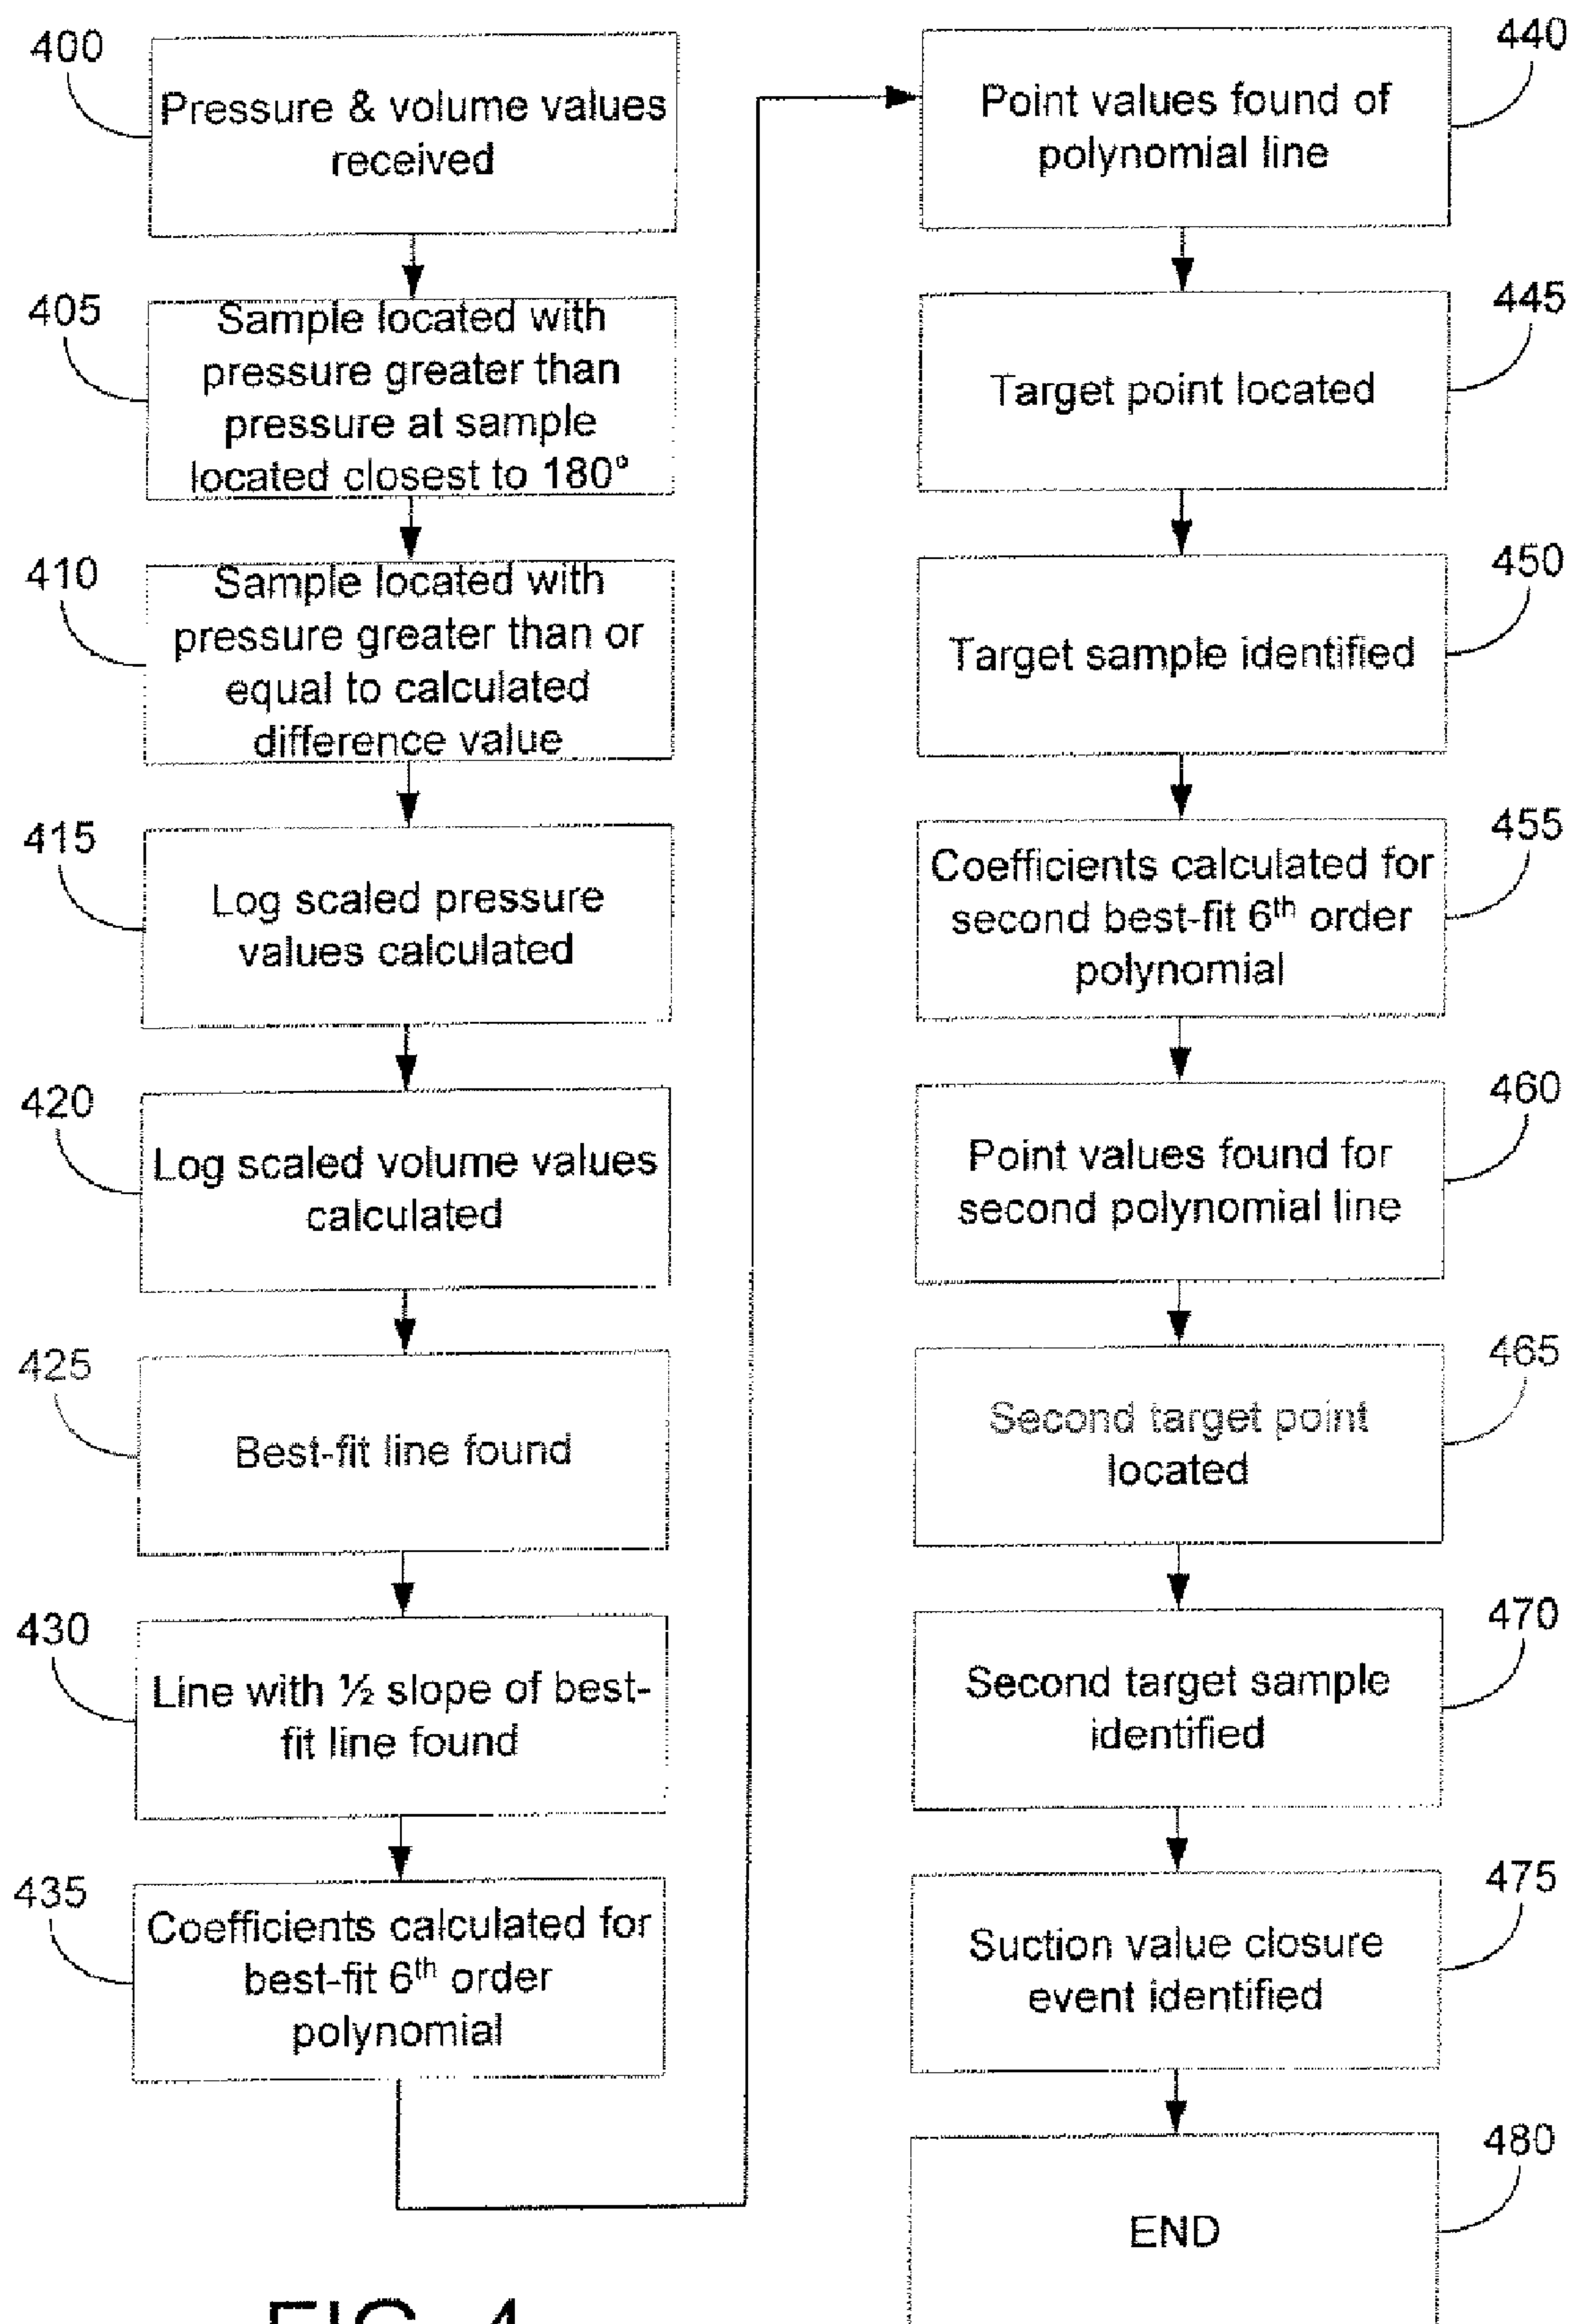 400
Pressure & volume values
received
405
Sample located with
pressure greater than
pressure at sample
located closest to 180°
410
Sample located with
pressure greater than or
equal to calculated
difference value
415
Log scaled pressure
values calculated
420
Log scaled volume values
calculated
425
Best-fit line found
430
Line with ½ slope of best-
fit line found
435
Coefficients calculated for
best-fit 6th order
polynomial
440
Point values found of
polynomial line
445
Target point located
450
Target sample identified
455
Coefficients calculated for
second best-fit 6th order
polynomial
460
Point values found for
second polynomial line
465
Second target point
located
470
Second target sample
identified
475
Suction value closure
event identified
480
END
FIG. 4